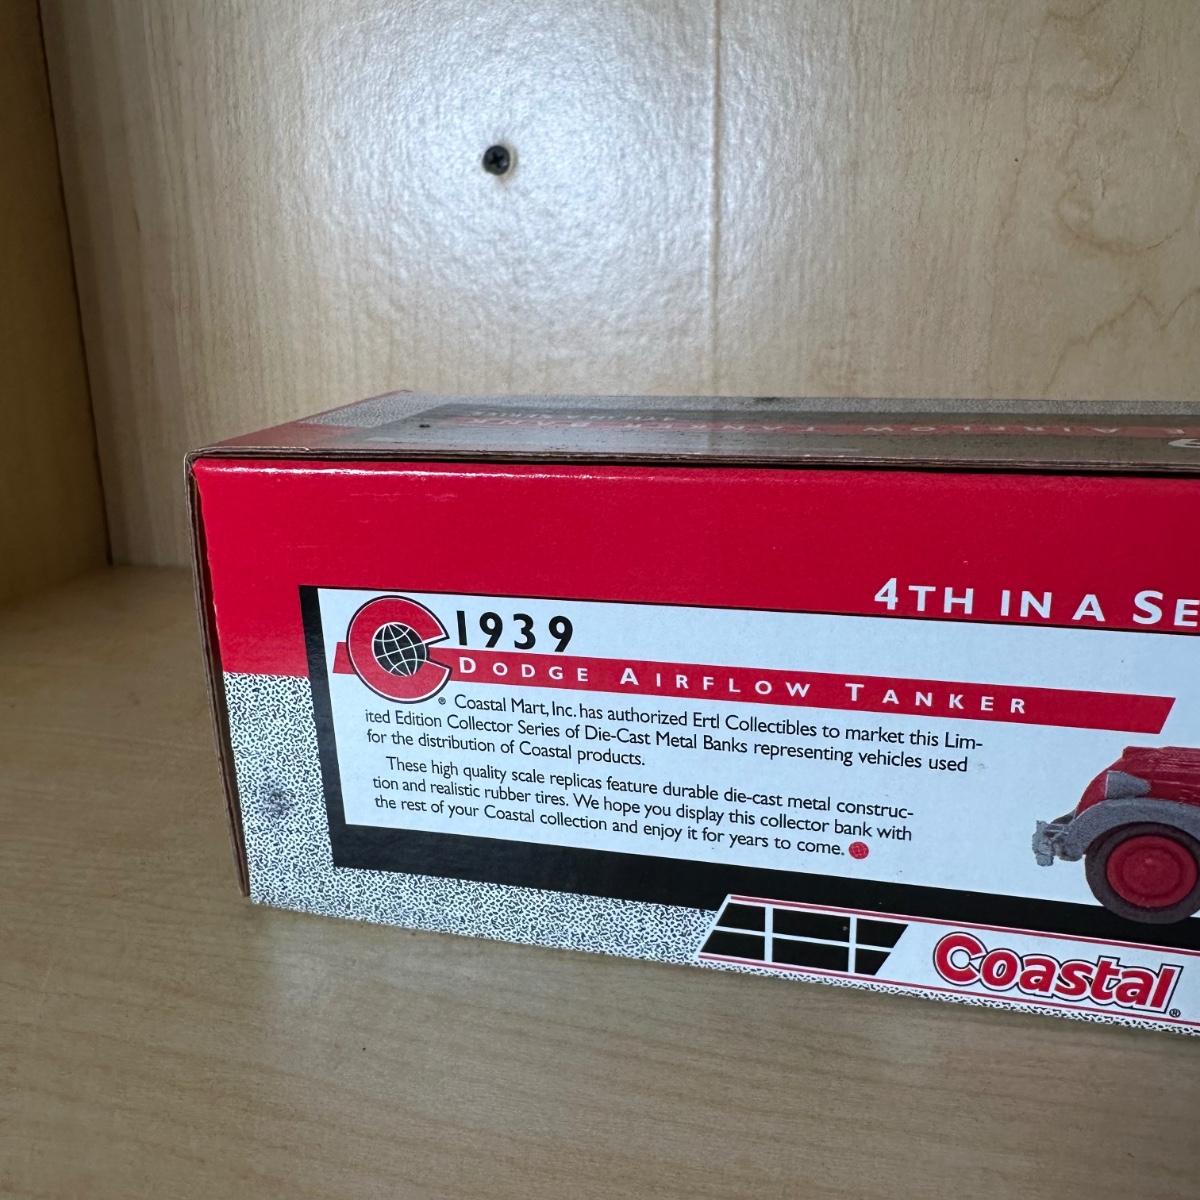 4TH IN A SE
1939
DODGE AIRFLOW TANKER
® Coastal Mart, Inc. has authorized Ertl Collectibles to market this Lim-
ited Edition Collector Series of Die-Cast Metal Banks representing vehicles used
for the distribution of Coastal products.
These high quality scale replicas feature durable die-cast metal construc-
tion and realistic rubber tires. We hope you display this collector bank with
the rest of your Coastal collection and enjoy it for years to come.
Coastal®